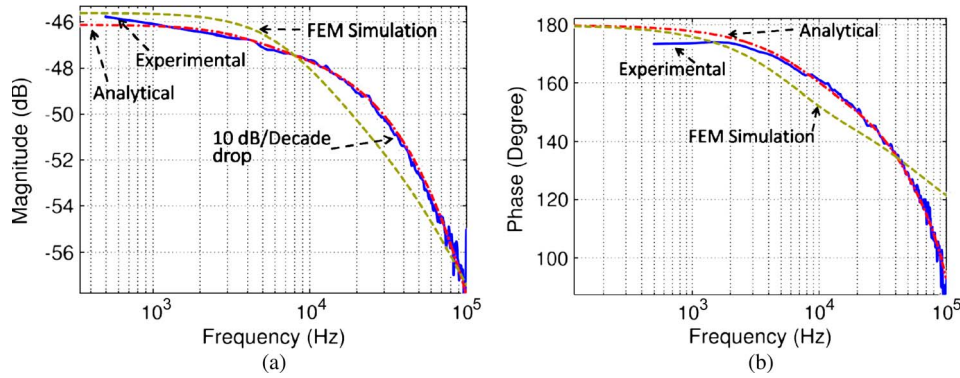 -46
-48
-50
-52
-54
-56
Magnitude (dB)
FEM Simulation
Experimental
Analytical
10 dB/Decade
drop
10³
10⁴
10⁵
Frequency (Hz)
(a)
180
160
140
120
100
Phase (Degree)
Analytical
Experimental
FEM Simulation
10³
10⁴
10⁵
Frequency (Hz)
(b)